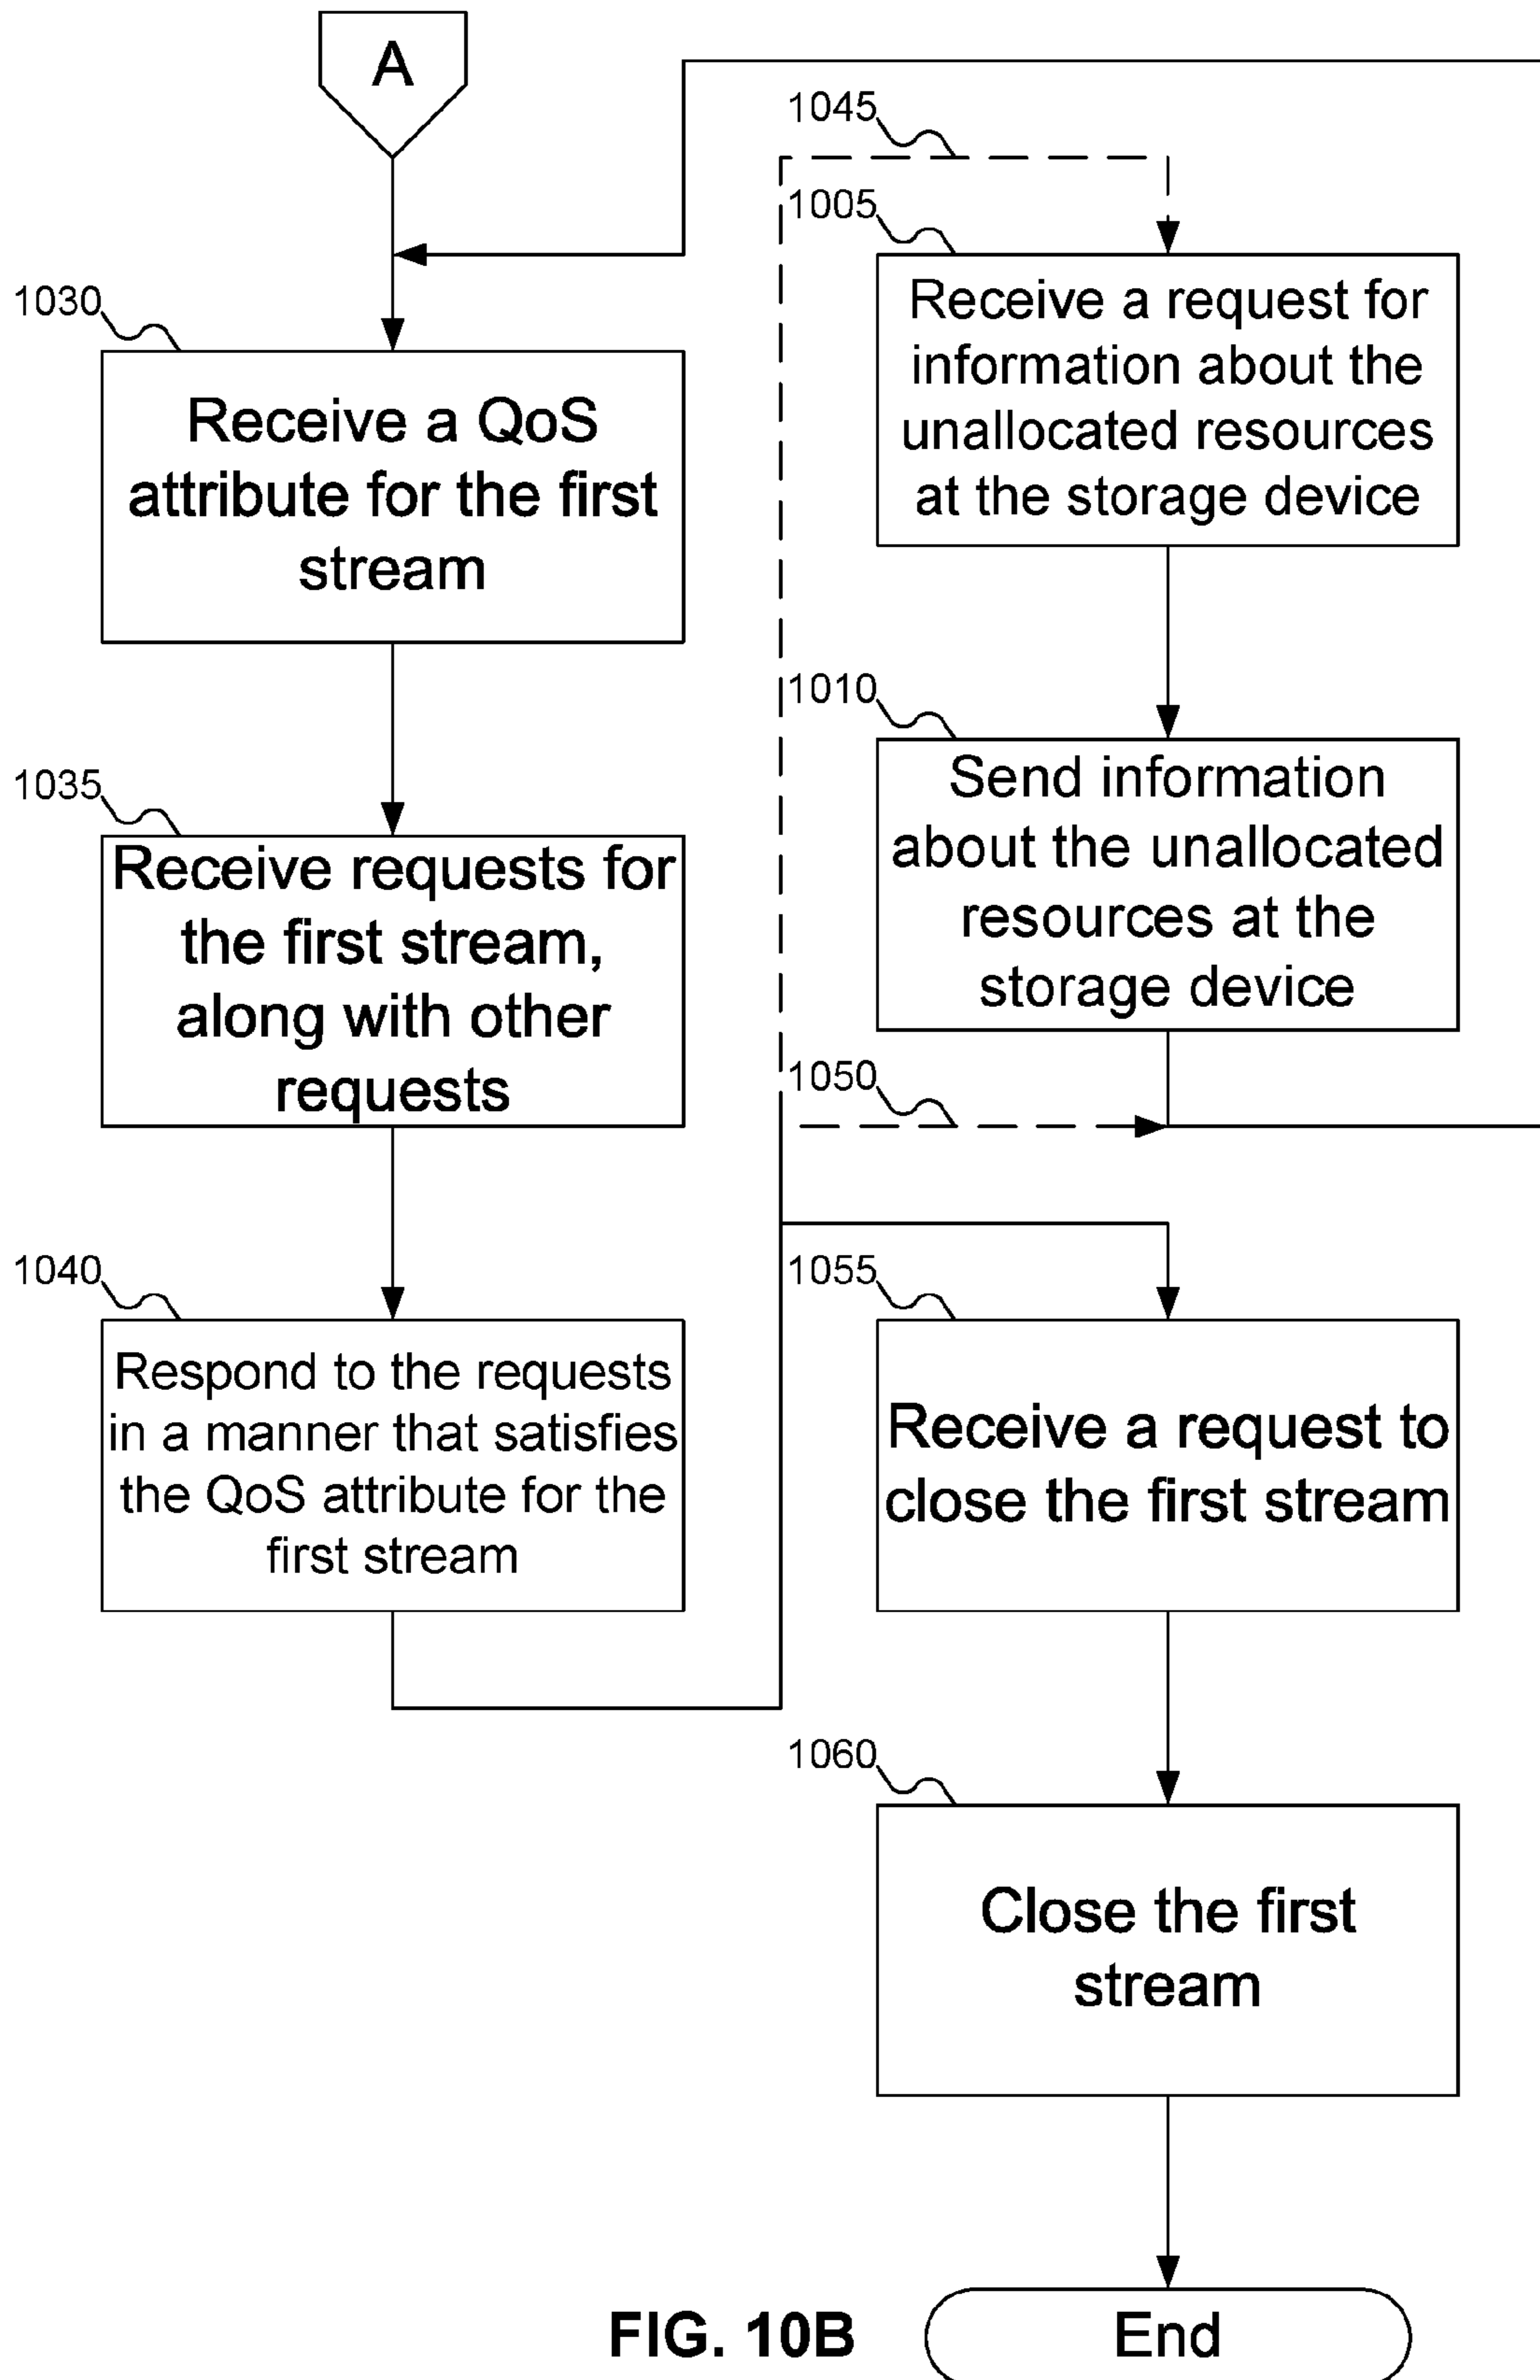 A
1030
Receive a QoS
attribute for the first
stream
1035
Receive requests for
the first stream,
along with other
requests
1040
Respond to the requests
in a manner that satisfies
the QoS attribute for the
first stream
1045
1005
Receive a request for
information about the
unallocated resources
at the storage device
1010
Send information
about the unallocated
resources at the
storage device
1050
1055
Receive a request to
close the first stream
1060
Close the first
stream
End
FIG. 10B